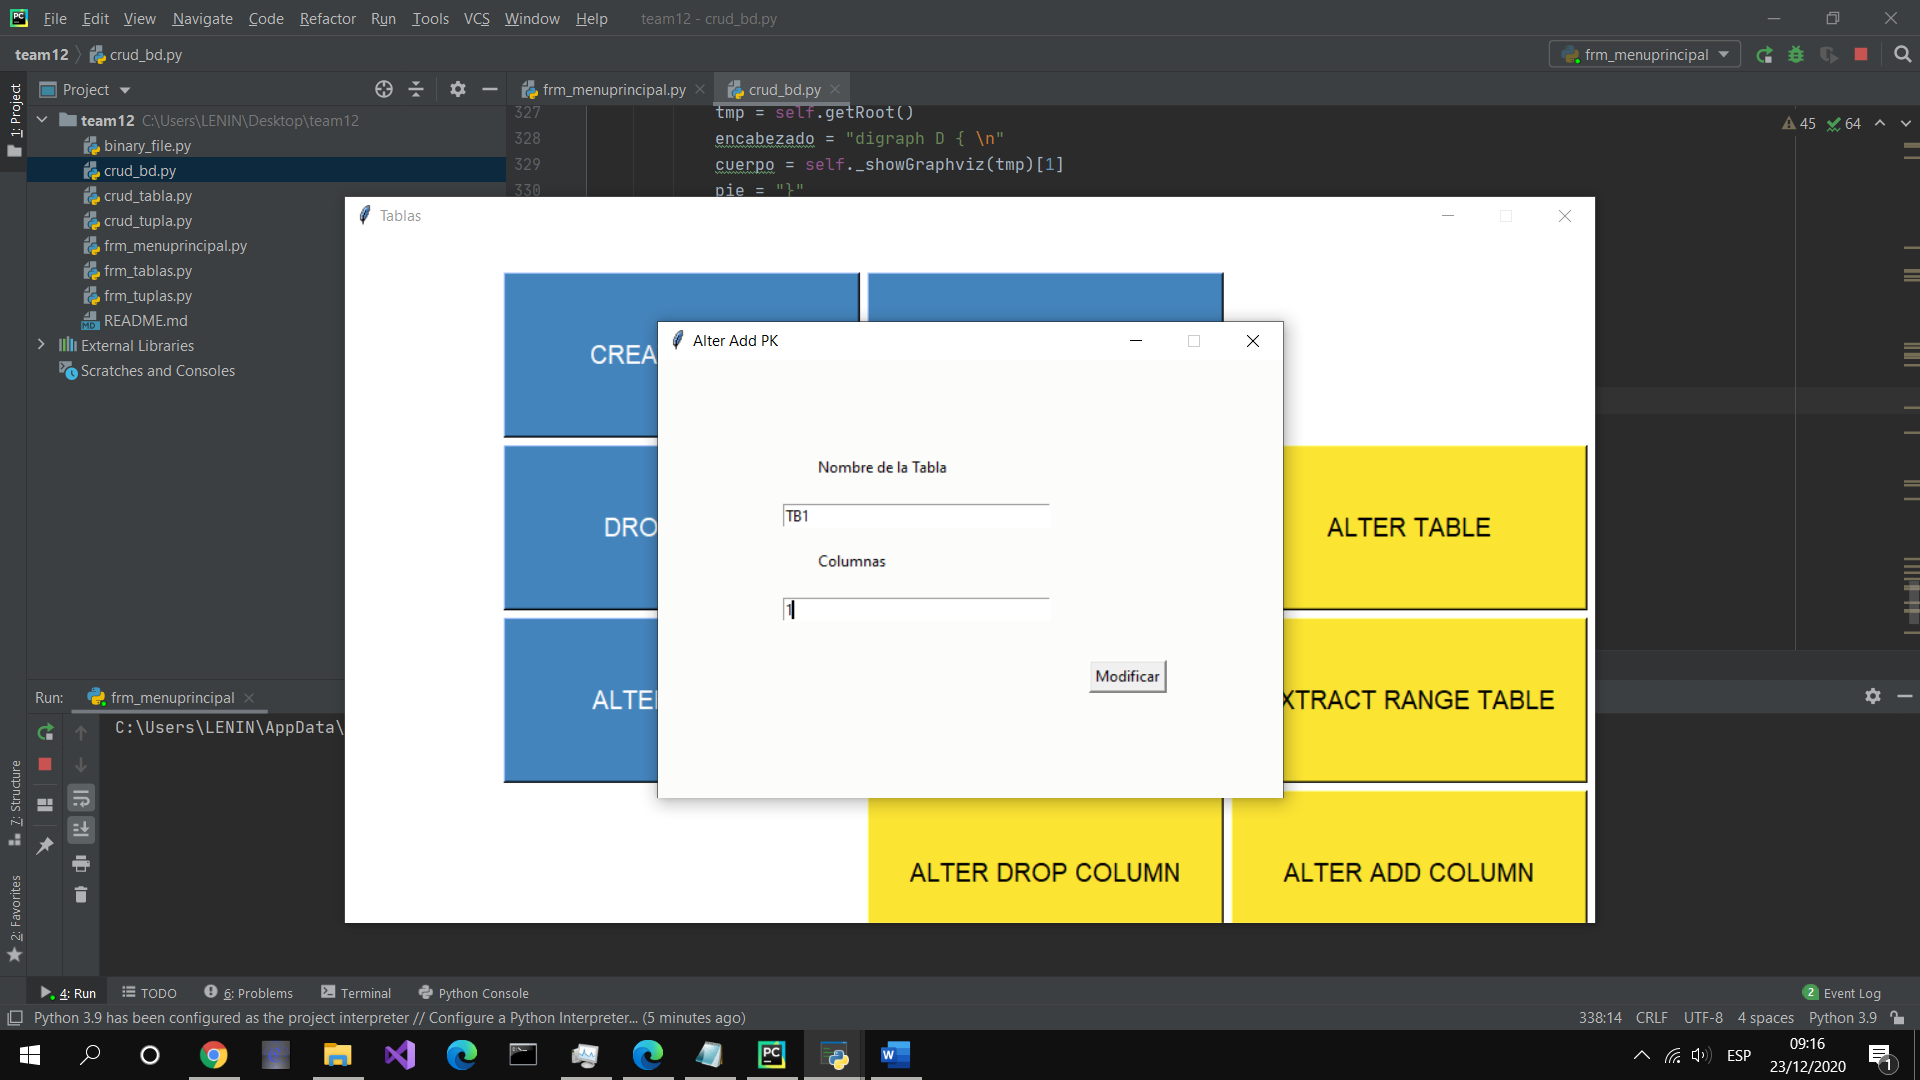 File Edit View Navigate Code Refactor Run Tools VCS Window Help team12 - crud_bd.py
team12 crud_bd.py frm_menuprincipal
1: Project
Project
frm_menuprincipal.py crud_bd.py
team12 C:\Users\LENIN\Desktop\team12
binary_file.py
crud_bd.py
crud_tabla.py
crud_tupla.py
frm_menuprincipal.py
frm_tablas.py
frm_tuplas.py
README.md
External Libraries
Scratches and Consoles
327 tmp = self.getRoot()
328 encabezado = "digraph D { \n"
329 cuerpo = self._showGraphviz(tmp)[1]
330 pie = "}"
45 64
Tablas
CREA
DRO
ALTE
ALTER TABLE
XTRACT RANGE TABLE
ALTER DROP COLUMN
ALTER ADD COLUMN
Alter Add PK
Nombre de la Tabla
TB1
Columnas
1
Modificar
Run: frm_menuprincipal
C:\Users\LENIN\AppData\
7: Structure
2: Favorites
4: Run TODO 6: Problems Terminal Python Console 2 Event Log
Python 3.9 has been configured as the project interpreter // Configure a Python Interpreter... (5 minutes ago) 338:14 CRLF UTF-8 4 spaces Python 3.9
ESP
09:16
23/12/2020
1